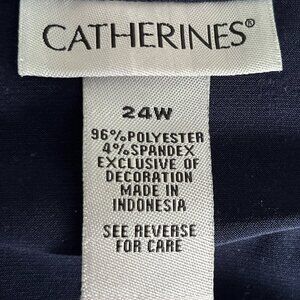 CATHERINES®
24W
96%POLYESTER
4%SPANDEX
EXCLUSIVE OF
DECORATION
MADE IN
INDONESIA
SEE REVERSE
FOR CARE